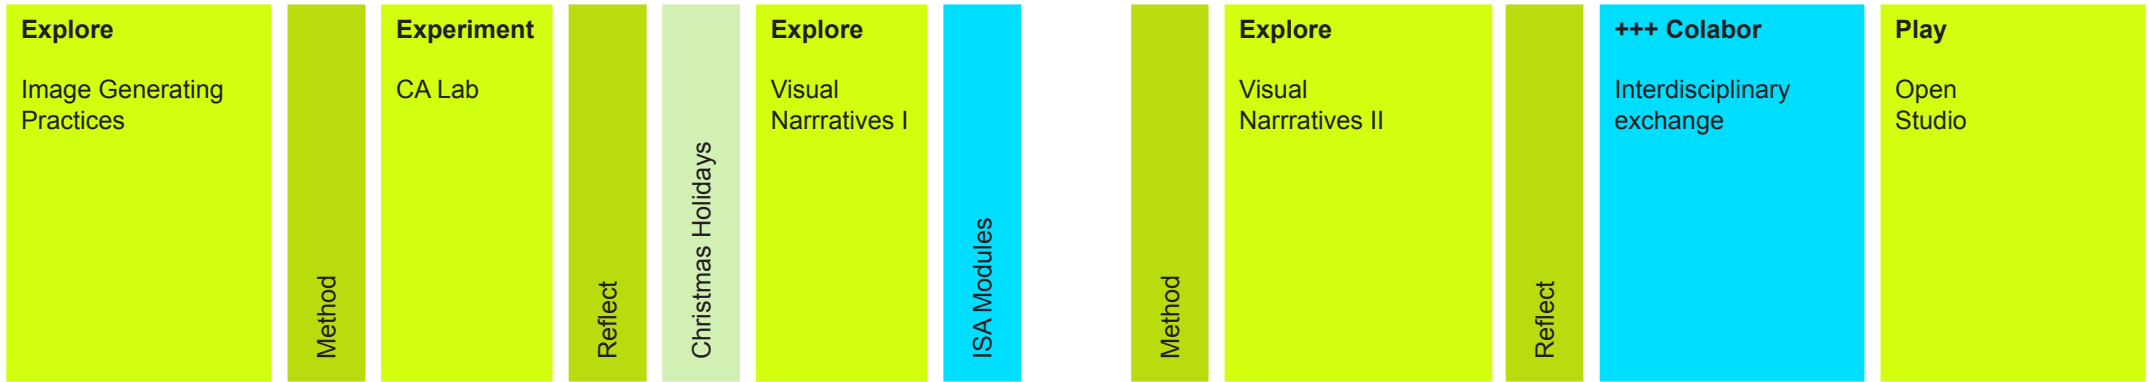 Explore
Image Generating
Practices
Method
Experiment
CA Lab
Reflect
Christmas Holidays
Explore
Visual
Narrratives I
ISA Modules
Method
Explore
Visual
Narrratives II
Reflect
+++ Colabor
Interdisciplinary
exchange
Play
Open
Studio